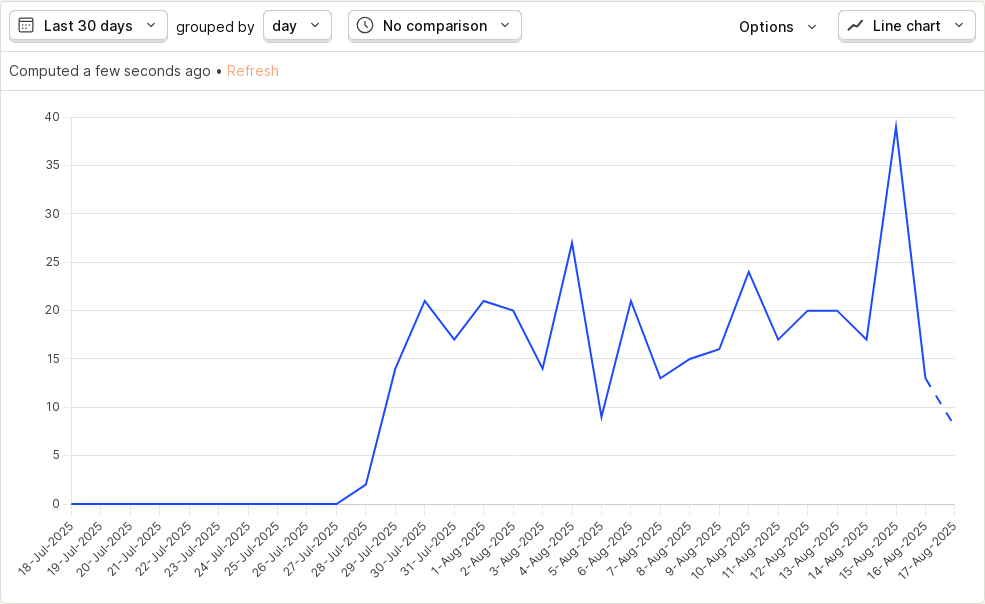 Last 30 days grouped by day No comparison Options Line chart
Computed a few seconds ago • Refresh
40
35
30
25
20
15
10
5
0
18-Jul-2025
19-Jul-2025
20-Jul-2025
21-Jul-2025
22-Jul-2025
23-Jul-2025
24-Jul-2025
25-Jul-2025
26-Jul-2025
27-Jul-2025
28-Jul-2025
29-Jul-2025
30-Jul-2025
31-Jul-2025
1-Aug-2025
2-Aug-2025
3-Aug-2025
4-Aug-2025
5-Aug-2025
6-Aug-2025
7-Aug-2025
8-Aug-2025
9-Aug-2025
10-Aug-2025
11-Aug-2025
12-Aug-2025
13-Aug-2025
14-Aug-2025
15-Aug-2025
16-Aug-2025
17-Aug-2025